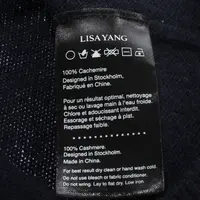 LISA YANG
100% Cachemire.
Designed in Stockholm.
Fabriqué en China.
Pour un résultat optimal, nettoyage
à sec ou lavage main à l'eau froide.
Chlore et adoucissant interdit.
Essorage et séchage à plat.
Repassage faible.
100% Cashmere.
Designed in Stockholm.
Made in China.
For best result dry clean or hand wash cold.
Do not use bleach or fabric conditioner.
Do not wring. Lay to flat dry. Low iron.